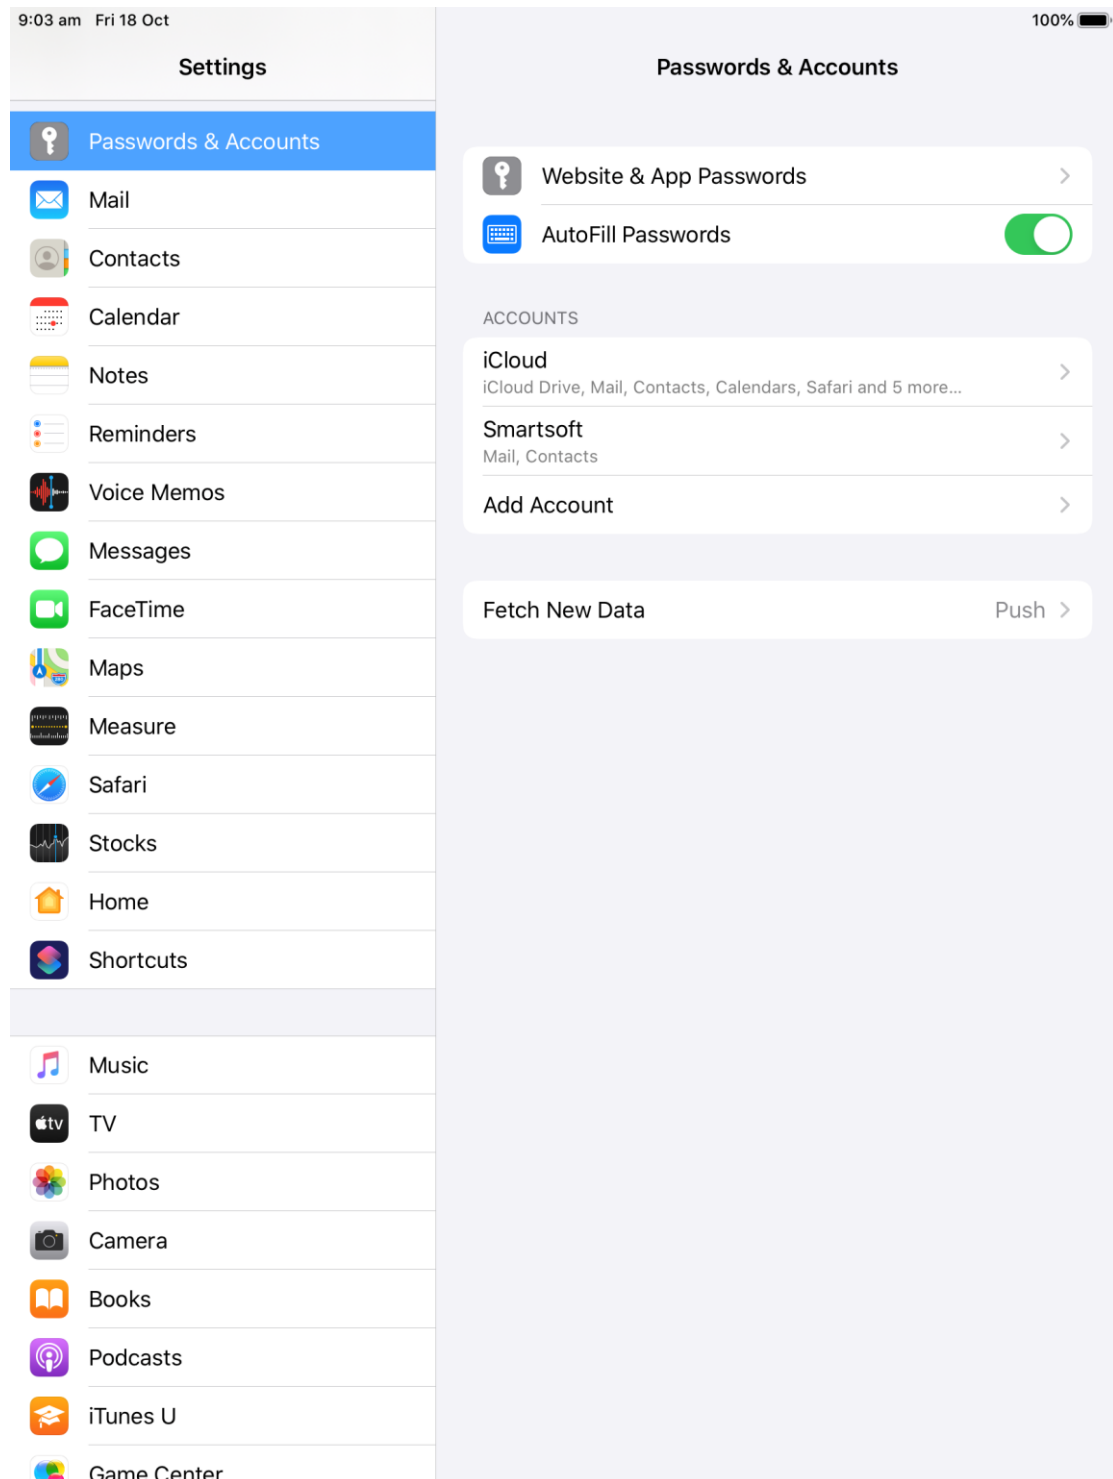 9:03 am Fri 18 Oct
100%
Settings
Passwords & Accounts
Mail
Contacts
Calendar
Notes
Reminders
Voice Memos
Messages
FaceTime
Maps
Measure
Safari
Stocks
Home
Shortcuts
Music
tv
TV
Photos
Camera
Books
Podcasts
iTunes U
Game Center
Passwords & Accounts
Website & App Passwords
AutoFill Passwords
ACCOUNTS
iCloud
iCloud Drive, Mail, Contacts, Calendars, Safari and 5 more...
Smartsoft
Mail, Contacts
Add Account
Fetch New Data Push